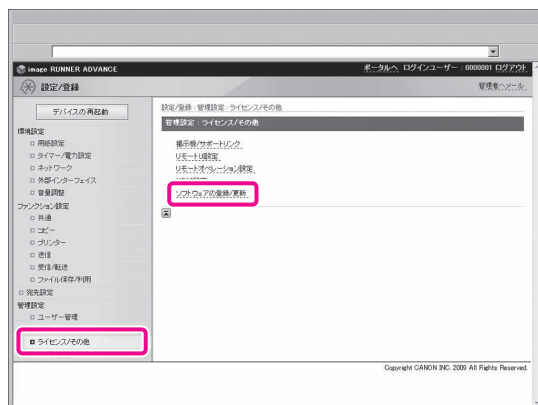 image RUNNER ADVANCE
ポータルへ ログインユーザー : 0000001 ログアウト
設定/登録
管理者へメール
デバイスの再起動
環境設定
用紙設定
タイマー/電力設定
ネットワーク
外部インターフェイス
音量調整
ファンクション設定
共通
コピー
プリンター
送信
受信/転送
ファイル保存/利用
宛先設定
管理設定
ユーザー管理
ライセンス/その他
設定/登録 : 管理設定 : ライセンス/その他
管理設定 : ライセンス/その他
掲示板/サポートリンク
リモートUI設定
リモートオペレーション設定
ソフトウェアの登録/更新
Copyright CANON INC. 2009 All Rights Reserved